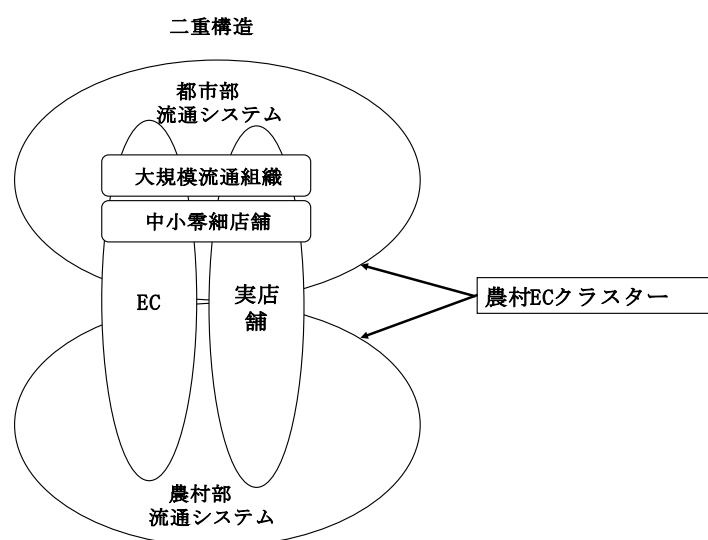 二重構造
都市部
流通システム
大規模流通組織
中小零細店舗
EC
実店
舗
農村ECクラスター
農村部
流通システム